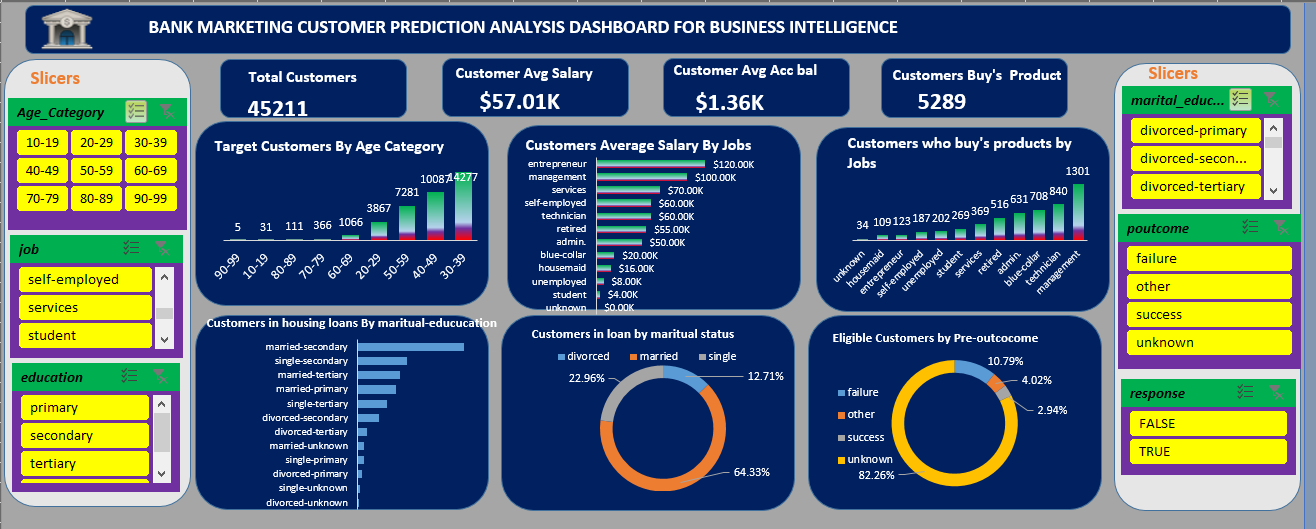 BANK MARKETING CUSTOMER PREDICTION ANALYSIS DASHBOARD FOR BUSINESS INTELLIGENCE
Slicers
Age_Category
10-19 20-29 30-39
40-49 50-59 60-69
70-79 80-89 90-99
job
self-employed
services
student
education
primary
secondary
tertiary
Total Customers
45211
Customer Avg Salary
$57.01K
Customer Avg Acc bal
$1.36K
Customers Buy's Product
5289
Target Customers By Age Category
5 31 111 366 1066 3867 7281 10087 14277
90-99 10-19 80-89 70-79 60-69 20-29 50-59 40-49 30-39
Customers Average Salary By Jobs
entrepreneur $120.00K
management $100.00K
services $70.00K
self-employed $60.00K
technician $60.00K
retired $55.00K
admin. $50.00K
blue-collar $20.00K
housemaid $16.00K
unemployed $8.00K
student $4.00K
unknown $0.00K
Customers who buy's products by
Jobs
34 109 123 187 202 269 369 516 631 708 840 1301
unknown housemaid entrepreneur self-employed unemployed student services retired admin. blue-collar technician management
Customers in housing loans By maritual-educucation
married-secondary
single-secondary
married-tertiary
married-primary
single-tertiary
divorced-secondary
divorced-tertiary
married-unknown
single-primary
divorced-primary
single-unknown
divorced-unknown
Customers in loan by maritual status
divorced married single
22.96%
12.71%
64.33%
Eligible Customers by Pre-outcocome
failure
other
success
unknown
10.79%
4.02%
2.94%
82.26%
Slicers
marital_educ...
divorced-primary
divorced-secon...
divorced-tertiary
poutcome
failure
other
success
unknown
response
FALSE
TRUE